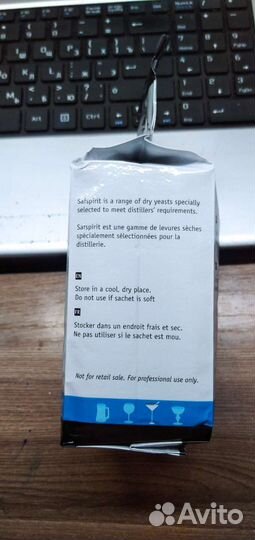 Safspirit is a range of dry yeasts specially
selected to meet distillers' requirements.
Safspirit est une gamme de levures sèches
spécialement sélectionnées pour la
distillerie.
EN
Store in a cool, dry place.
Do not use if sachet is soft
FR
Stocker dans un endroit frais et sec.
Ne pas utiliser si le sachet est mou.
Not for retail sale. For professional use only.
Avito